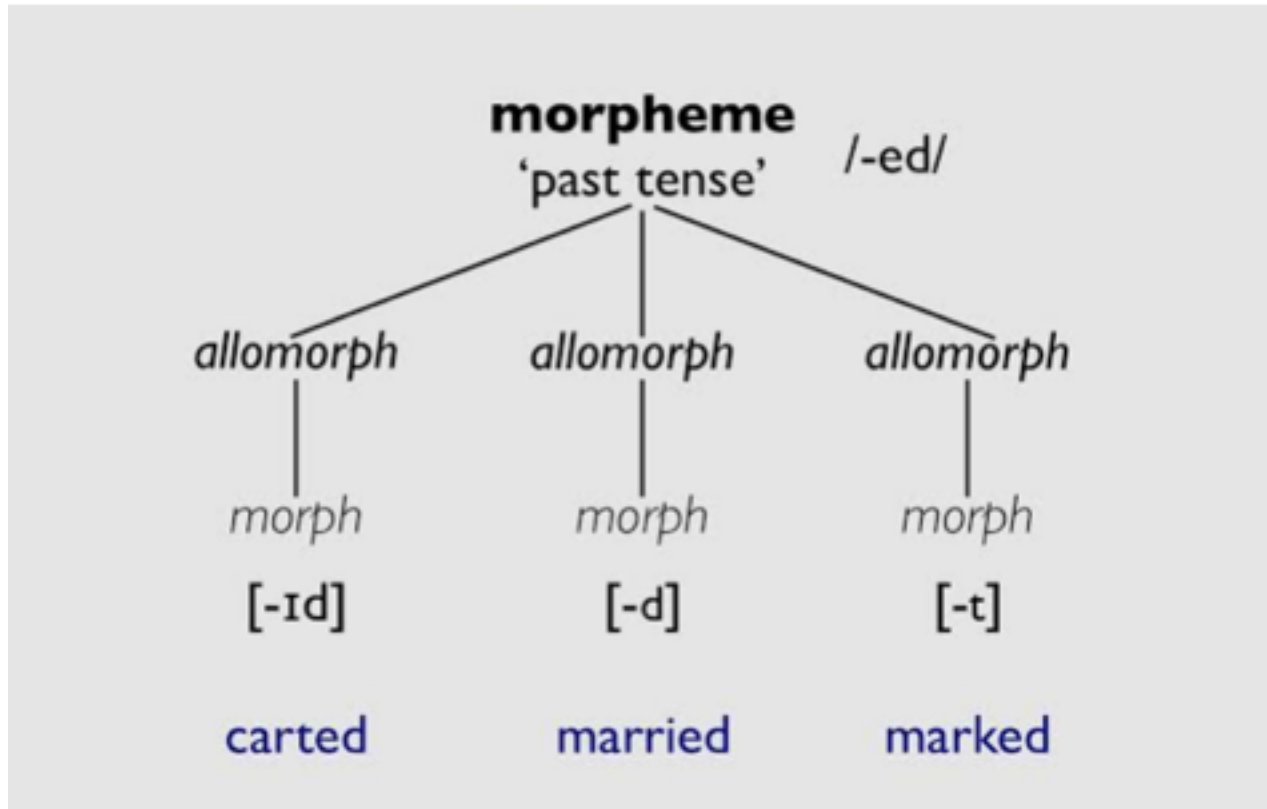 morpheme
'past tense' /-ed/
allomorph allomorph allomorph
morph morph morph
[-ɪd] [-d] [-t]
carted married marked